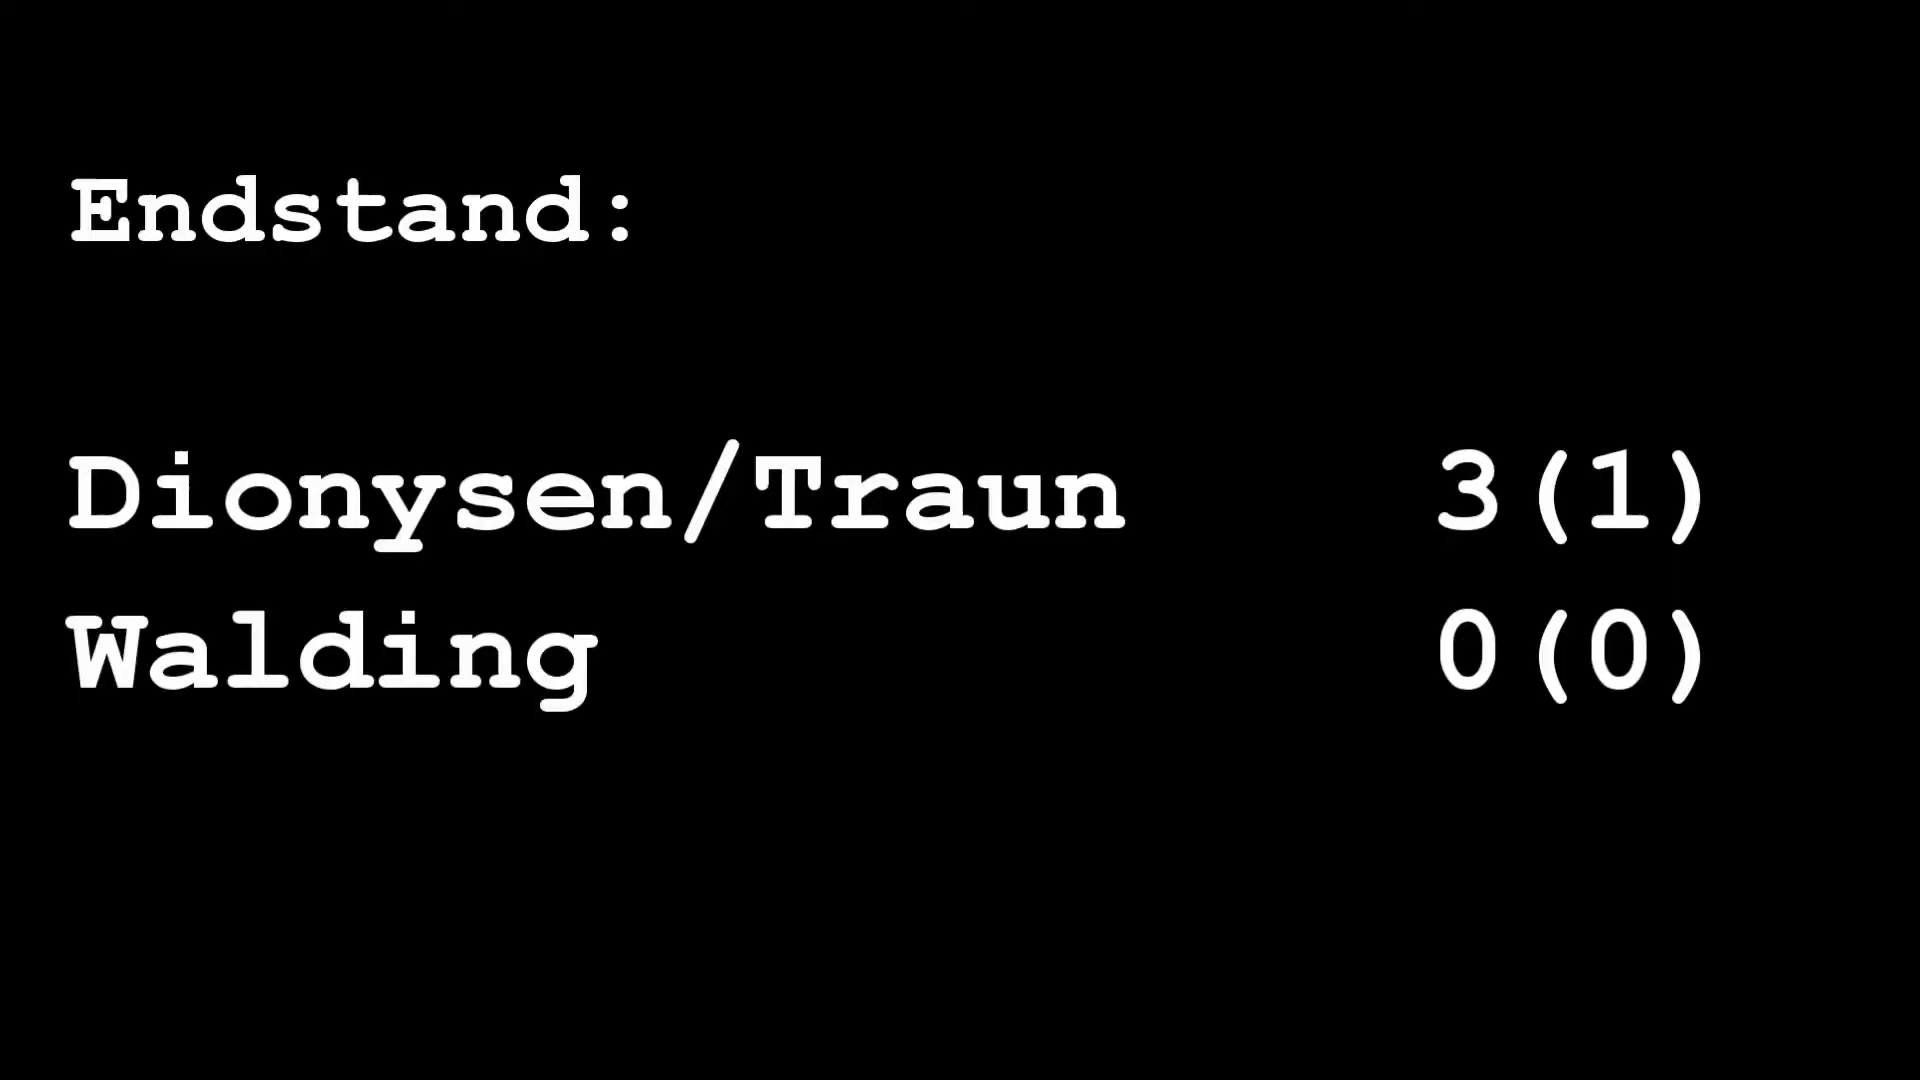 Endstand:
Dionysen/Traun 3(1)
Walding 0(0)